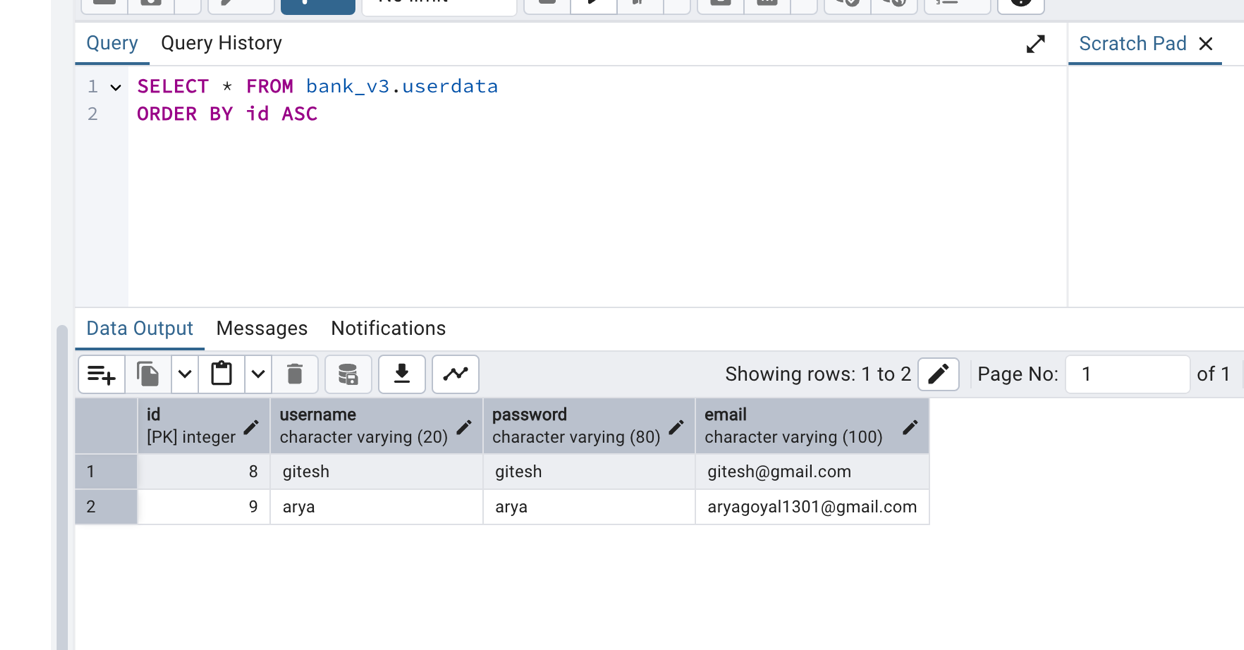 Query Query History Scratch Pad
1 SELECT * FROM bank_v3.userdata
2 ORDER BY id ASC
Data Output Messages Notifications
Showing rows: 1 to 2 Page No: 1 of 1
id username password email
[PK] integer character varying (20) character varying (80) character varying (100)
1 8 gitesh gitesh gitesh@gmail.com
2 9 arya arya aryagoyal1301@gmail.com